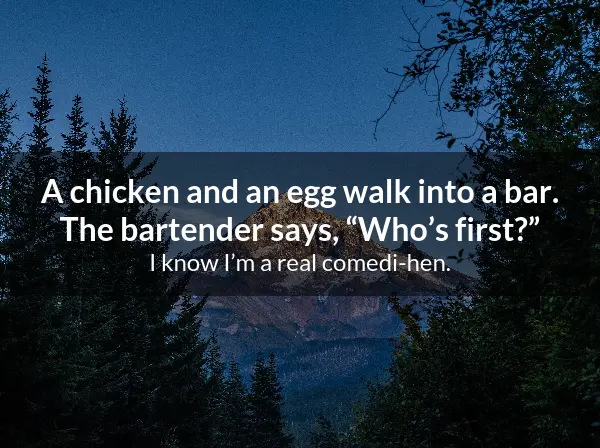 A chicken and an egg walk into a bar.
The bartender says, “Who’s first?”
I know I’m a real comedi-hen.